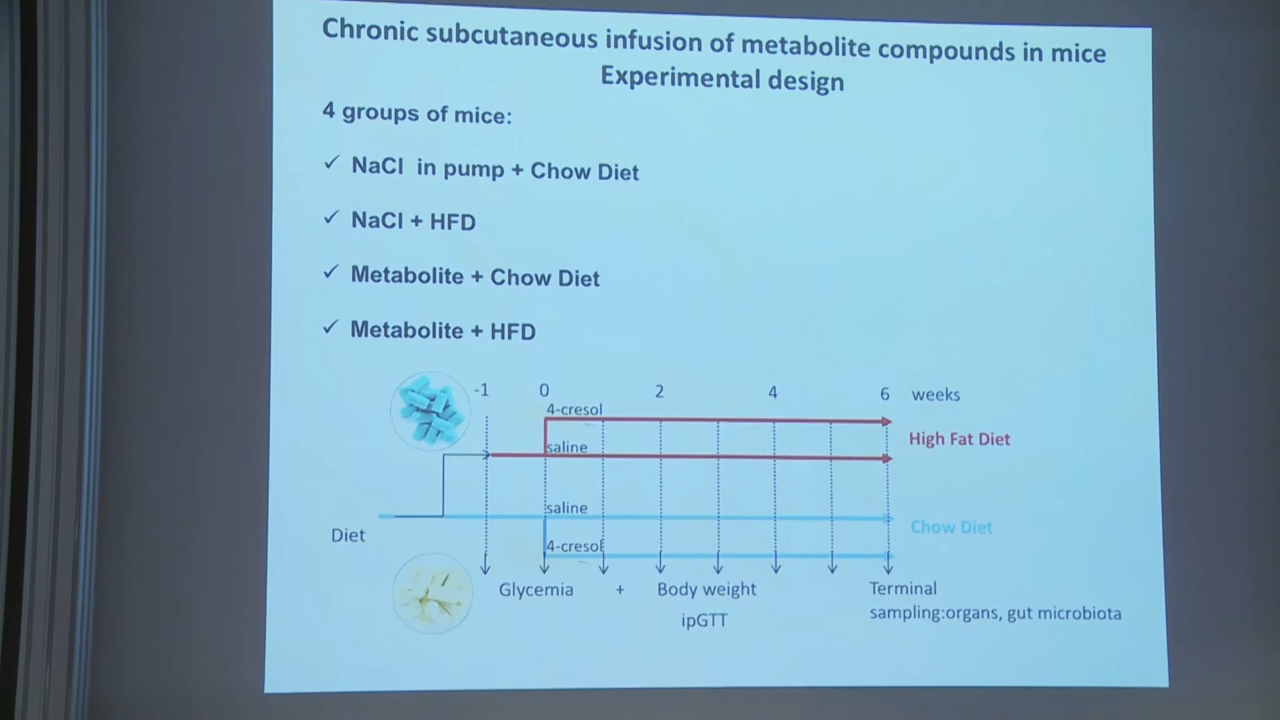 Chronic subcutaneous infusion of metabolite compounds in mice
Experimental design
4 groups of mice:
✓ NaCl in pump + Chow Diet
✓ NaCl + HFD
✓ Metabolite + Chow Diet
✓ Metabolite + HFD
-1 0 2 4 6 weeks
4-cresol
High Fat Diet
saline
saline
Chow Diet
Diet
4-cresol
Glycemia + Body weight
ipGTT
Terminal
sampling:organs, gut microbiota